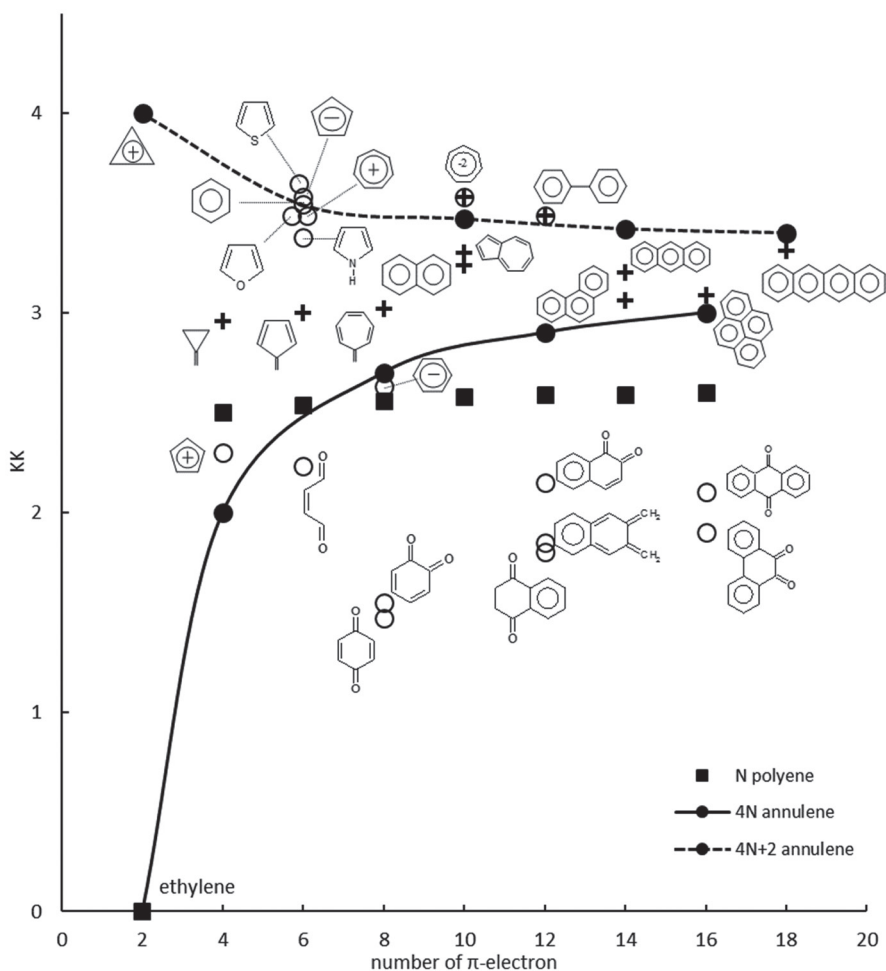 4
3
2
1
0
KK
0 2 4 6 8 10 12 14 16 18 20
number of π-electron
ethylene
N polyene
4N annulene
4N+2 annulene
S
−
+
+
-2
O
N
H
−
+
O
O
O
O
O
O
O
O
CH₂
CH₂
O
O
O
O
O
O